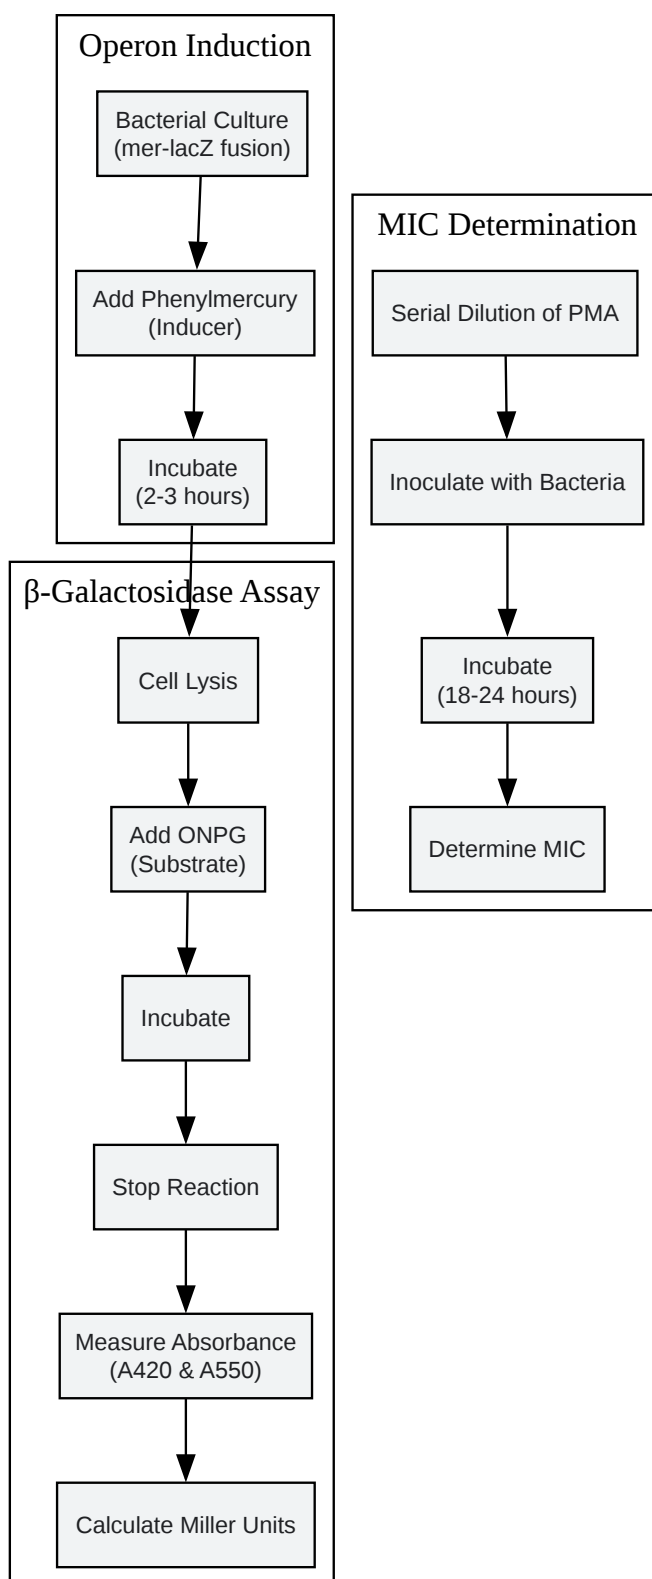 Operon Induction
Bacterial Culture
(mer-lacZ fusion)
Add Phenylmercury
(Inducer)
Incubate
(2-3 hours)
β-Galactosidase Assay
Cell Lysis
Add ONPG
(Substrate)
Incubate
Stop Reaction
Measure Absorbance
(A420 & A550)
Calculate Miller Units
MIC Determination
Serial Dilution of PMA
Inoculate with Bacteria
Incubate
(18-24 hours)
Determine MIC